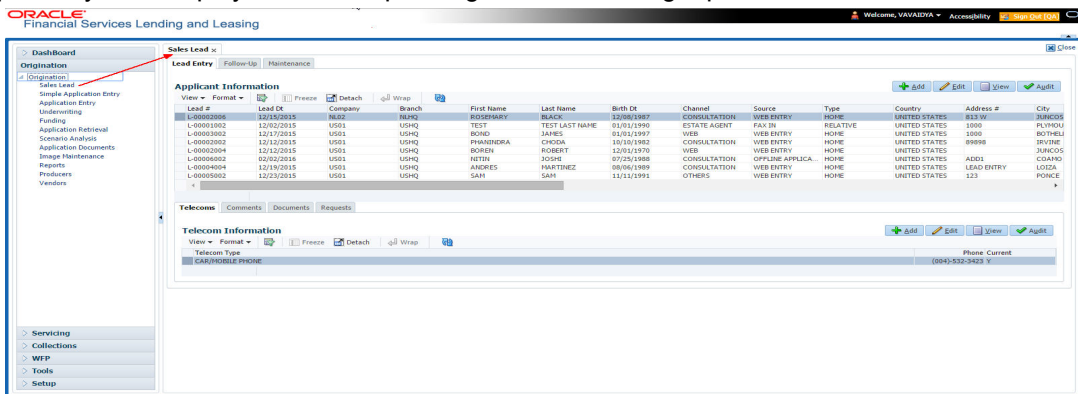 ORACLE
Financial Services Lending and Leasing
Welcome, VAVAIDYA Accessibility Sign Out [QA]
Close
DashBoard
Origination
Origination
Sales Lead
Simple Application Entry
Application Entry
Underwriting
Funding
Application Retrieval
Scenario Analysis
Application Documents
Image Maintenance
Reports
Producers
Vendors
Servicing
Collections
WFP
Tools
Setup
Sales Lead x
Lead Entry Follow-Up Maintenance
Applicant Information
Add Edit View Audit
View Format Freeze Detach Wrap
Lead # Lead Dt Company Branch First Name Last Name Birth Dt Channel Source Type Country Address # City
L-00002006 12/15/2015 NL02 NLHQ ROSEMARY BLACK 12/08/1987 CONSULTATION WEB ENTRY HOME UNITED STATES 813 W JUNCOS
L-00001002 12/02/2015 US01 USHQ TEST TEST LAST NAME 01/01/1990 ESTATE AGENT FAX IN RELATIVE UNITED STATES 1000 PLYMOU
L-00003002 12/17/2015 US01 USHQ BOND JAMES 01/01/1997 WEB WEB ENTRY HOME UNITED STATES 1000 BOTHELL
L-00002002 12/12/2015 US01 USHQ PHANINDRA CHODA 10/10/1982 CONSULTATION WEB ENTRY HOME UNITED STATES 89898 IRVINE
L-00002004 12/12/2015 US01 USHQ BOREN ROBERT 12/01/1970 WEB WEB ENTRY HOME UNITED STATES JUNCOS
L-00006002 02/02/2016 US01 USHQ NITIN JOSHI 07/25/1988 CONSULTATION OFFLINE APPLICA... HOME UNITED STATES ADD1 COAMO
L-00004004 12/19/2015 US01 USHQ ANDRES MARTINEZ 08/06/1989 CONSULTATION WEB ENTRY HOME UNITED STATES LEAD ENTRY LOIZA
L-00005002 12/23/2015 US01 USHQ SAM SAM 11/11/1991 OTHERS WEB ENTRY HOME UNITED STATES 123 PONCE
Telecoms Comments Documents Requests
Telecom Information
Add Edit View Audit
View Format Freeze Detach Wrap
Telecom Type Phone Current
CAR/MOBILE PHONE (004)-532-3423 Y